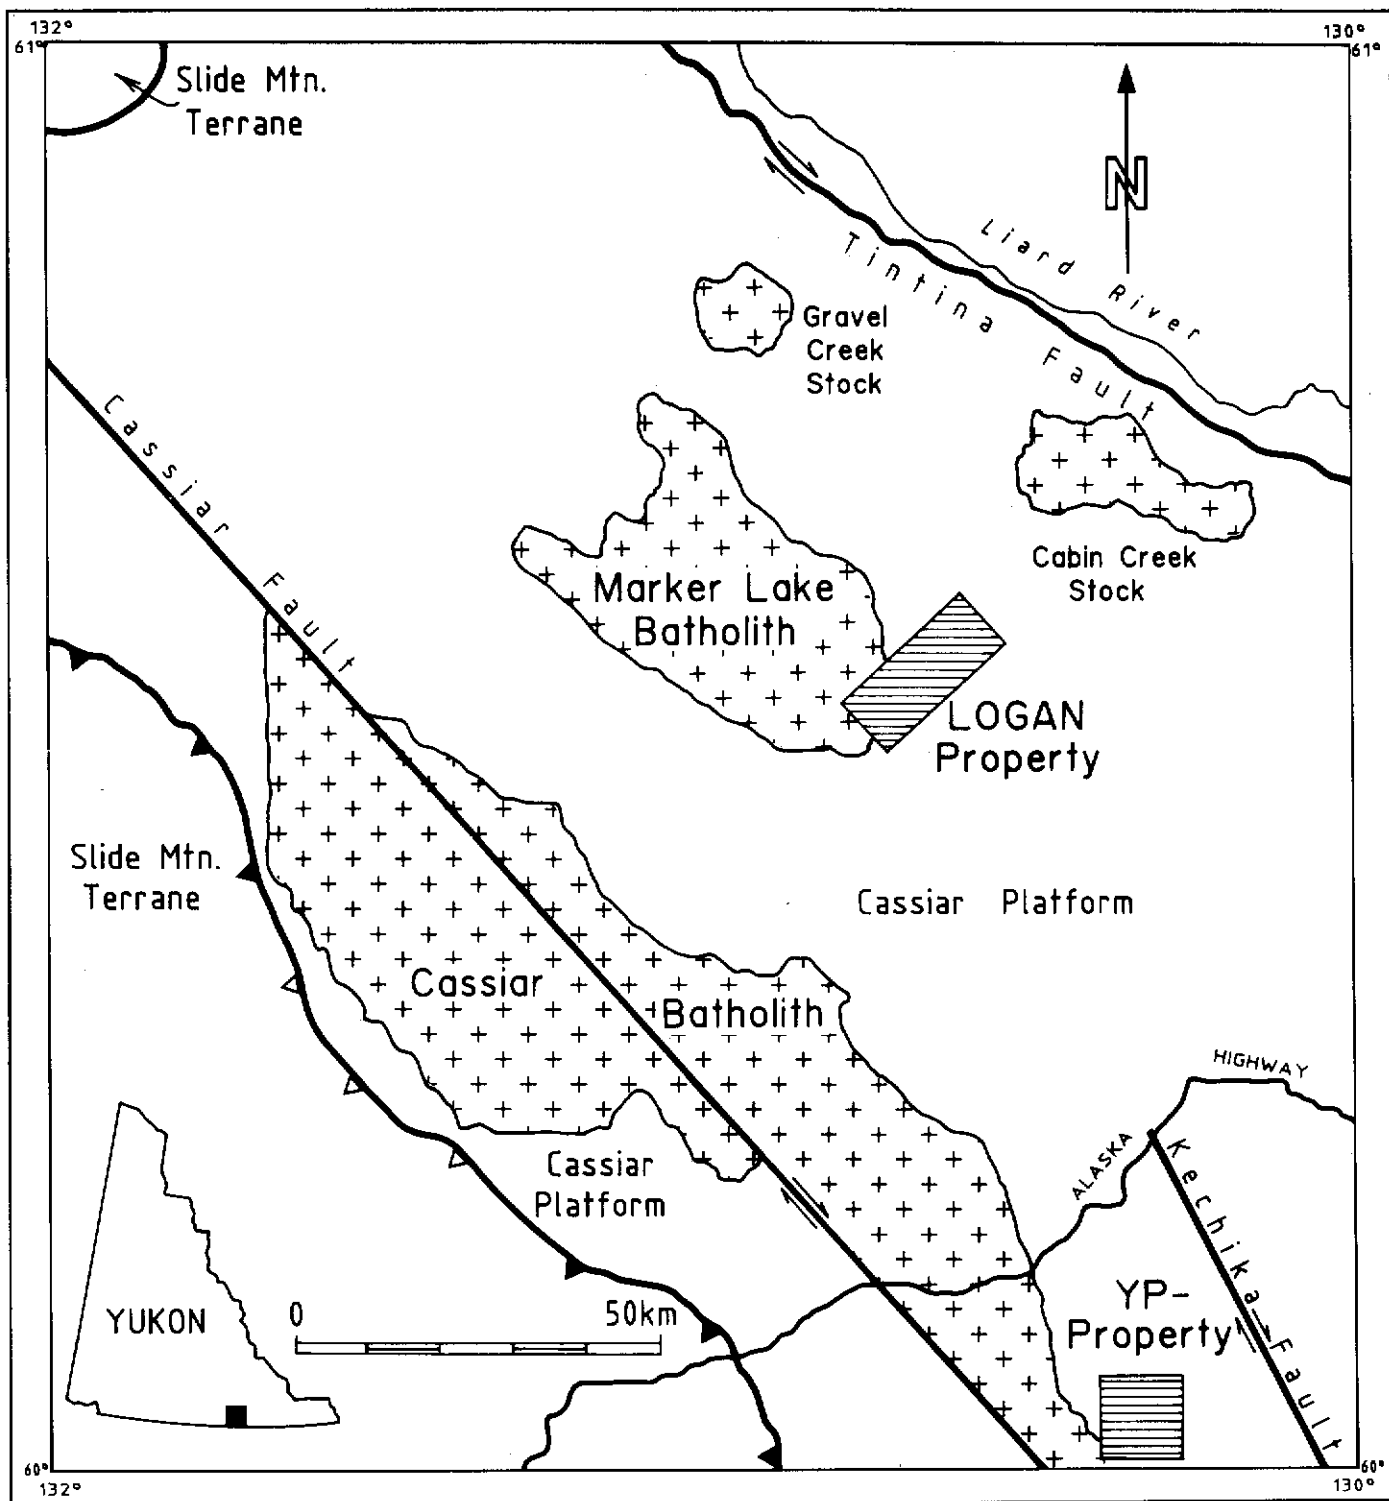 132°
130°
61°
61°
Slide Mtn.
Terrane
N
Liard River
Tintina Fault
Gravel
Creek
Stock
Cassiar Fault
Cabin Creek
Stock
Marker Lake
Batholith
LOGAN
Property
Slide Mtn.
Terrane
Cassiar Platform
Cassiar
Batholith
HIGHWAY
ALASKA
Kechika Fault
Cassiar
Platform
YUKON
0 50km
YP-
Property
60°
60°
132°
130°